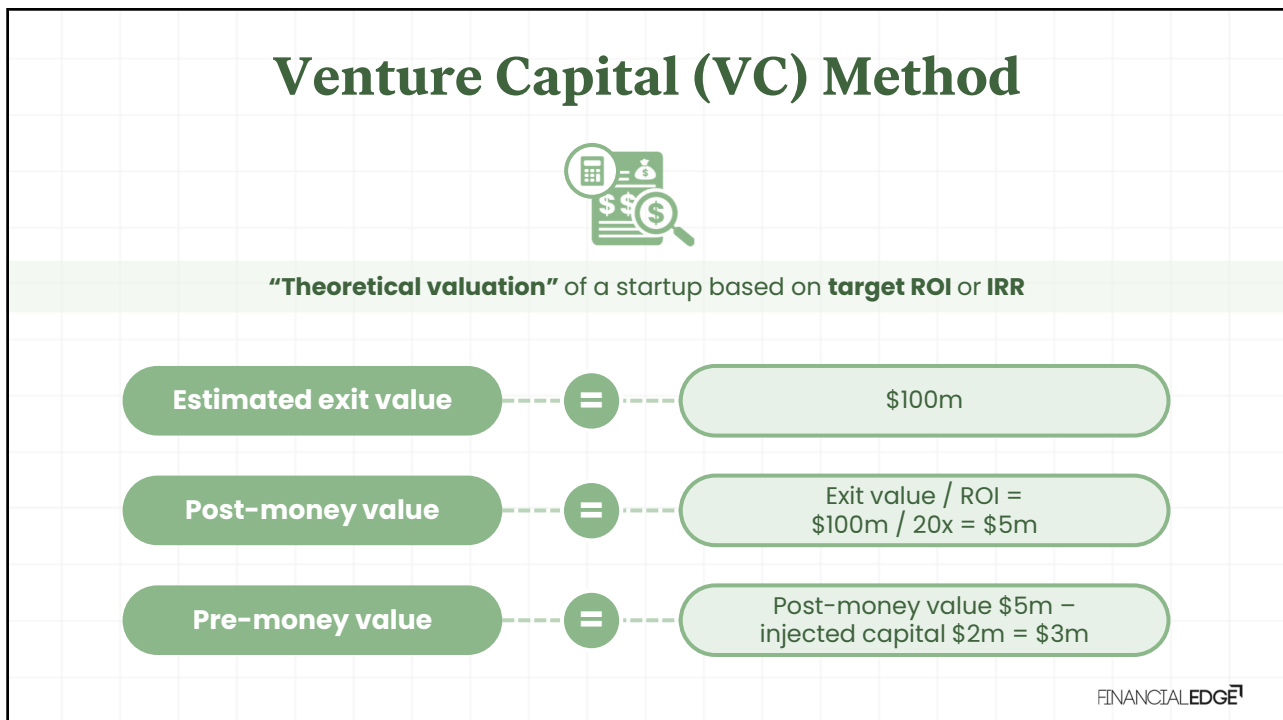 Venture Capital (VC) Method
= $
$$ $
“Theoretical valuation” of a startup based on target ROI or IRR
Estimated exit value = $100m
Post-money value = Exit value / ROI =
$100m / 20x = $5m
Pre-money value = Post-money value $5m –
injected capital $2m = $3m
FINANCIALEDGE